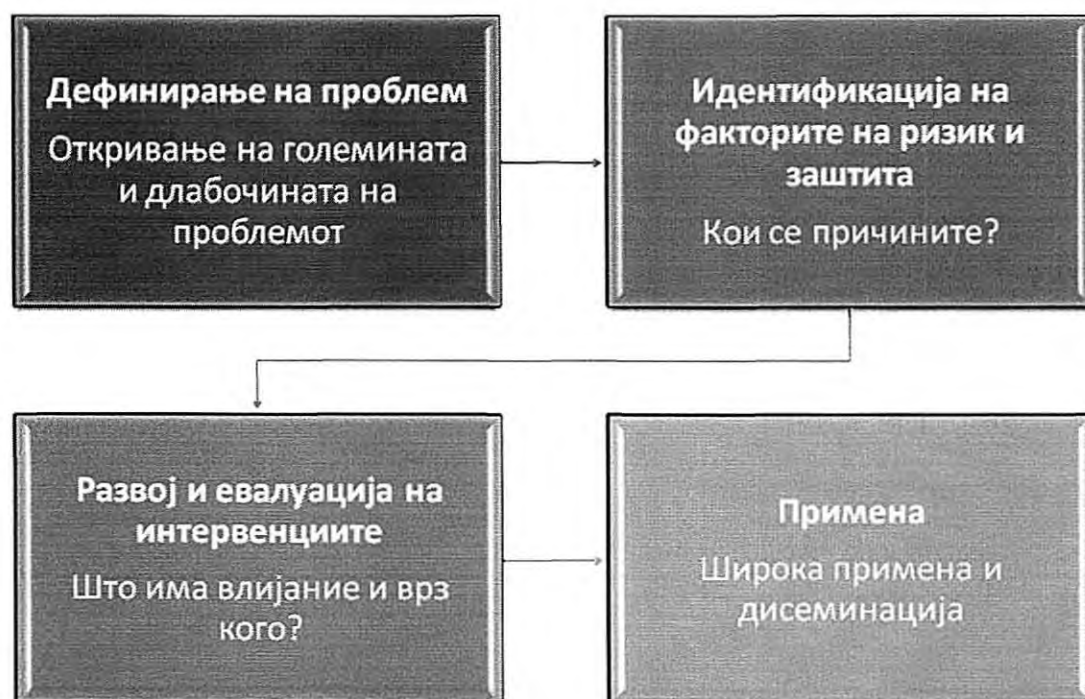 Дефинирање на проблем
Откривање на големината
и длабочината на
проблемот
Идентификација на
факторите на ризик и
заштита
Кои се причините?
Развој и евалуација на
интервенциите
Што има влијание и врз
кого?
Примена
Широка примена и
дисеминација